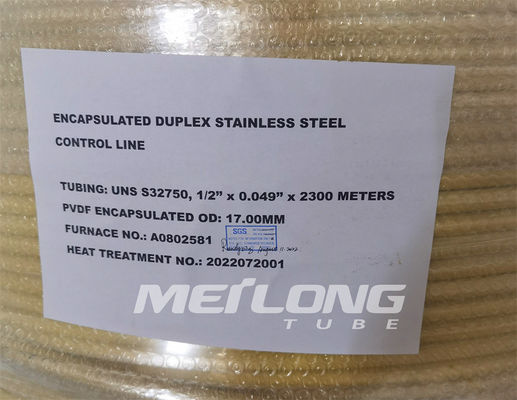 ENCAPSULATED DUPLEX STAINLESS STEEL
CONTROL LINE
TUBING: UNS S32750, 1/2” x 0.049” x 2300 METERS
PVDF ENCAPSULATED OD: 17.00MM
FURNACE NO.: A0802581
SGS
HEAT TREATMENT NO.: 2022072001
MEILONG
TUBE